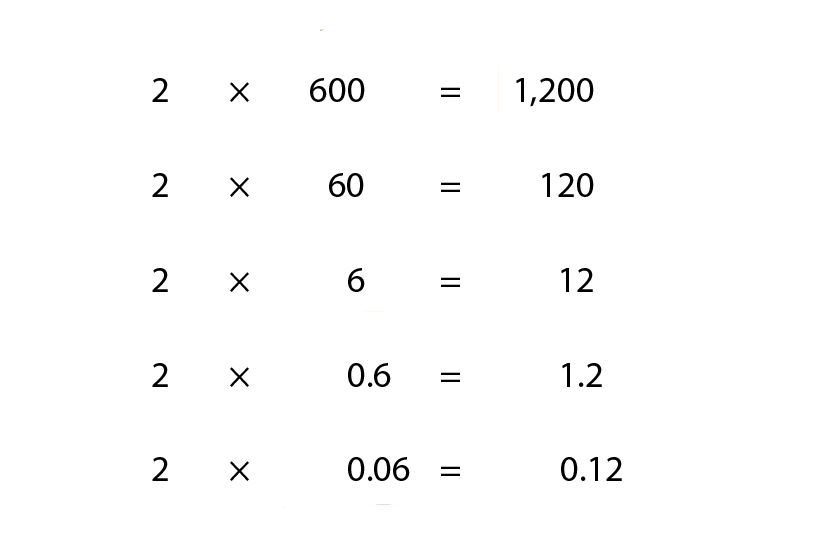 2 × 600 = 1,200
2 × 60 = 120
2 × 6 = 12
2 × 0.6 = 1.2
2 × 0.06 = 0.12